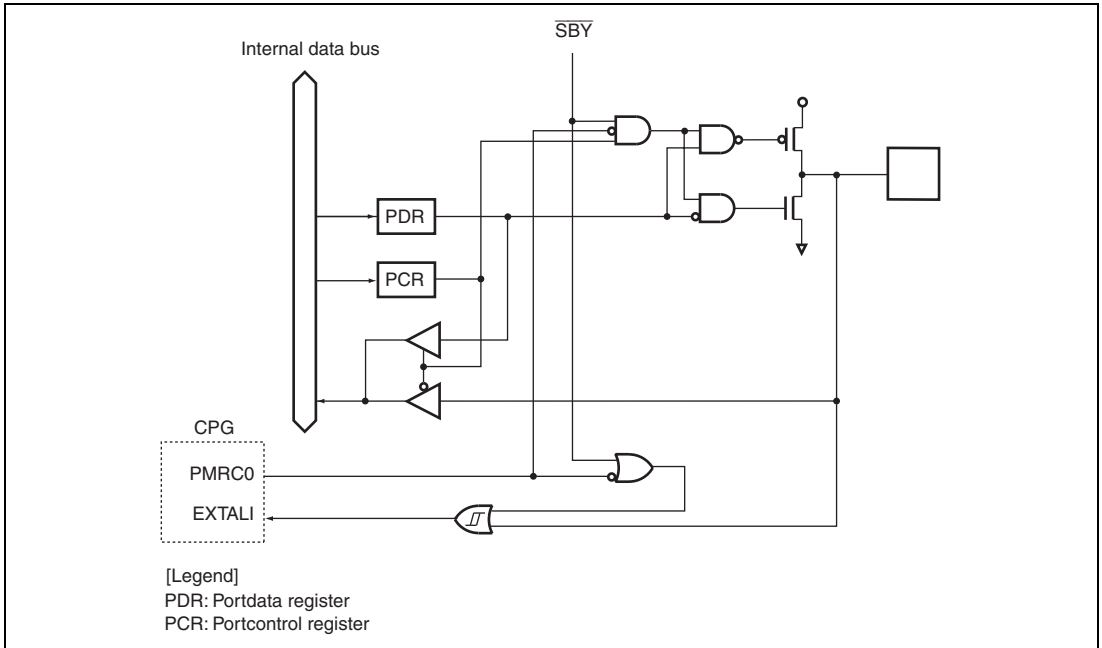 SBY
Internal data bus
PDR
PCR
CPG
PMRC0
EXTALI
[Legend]
PDR: Portdata register
PCR: Portcontrol register